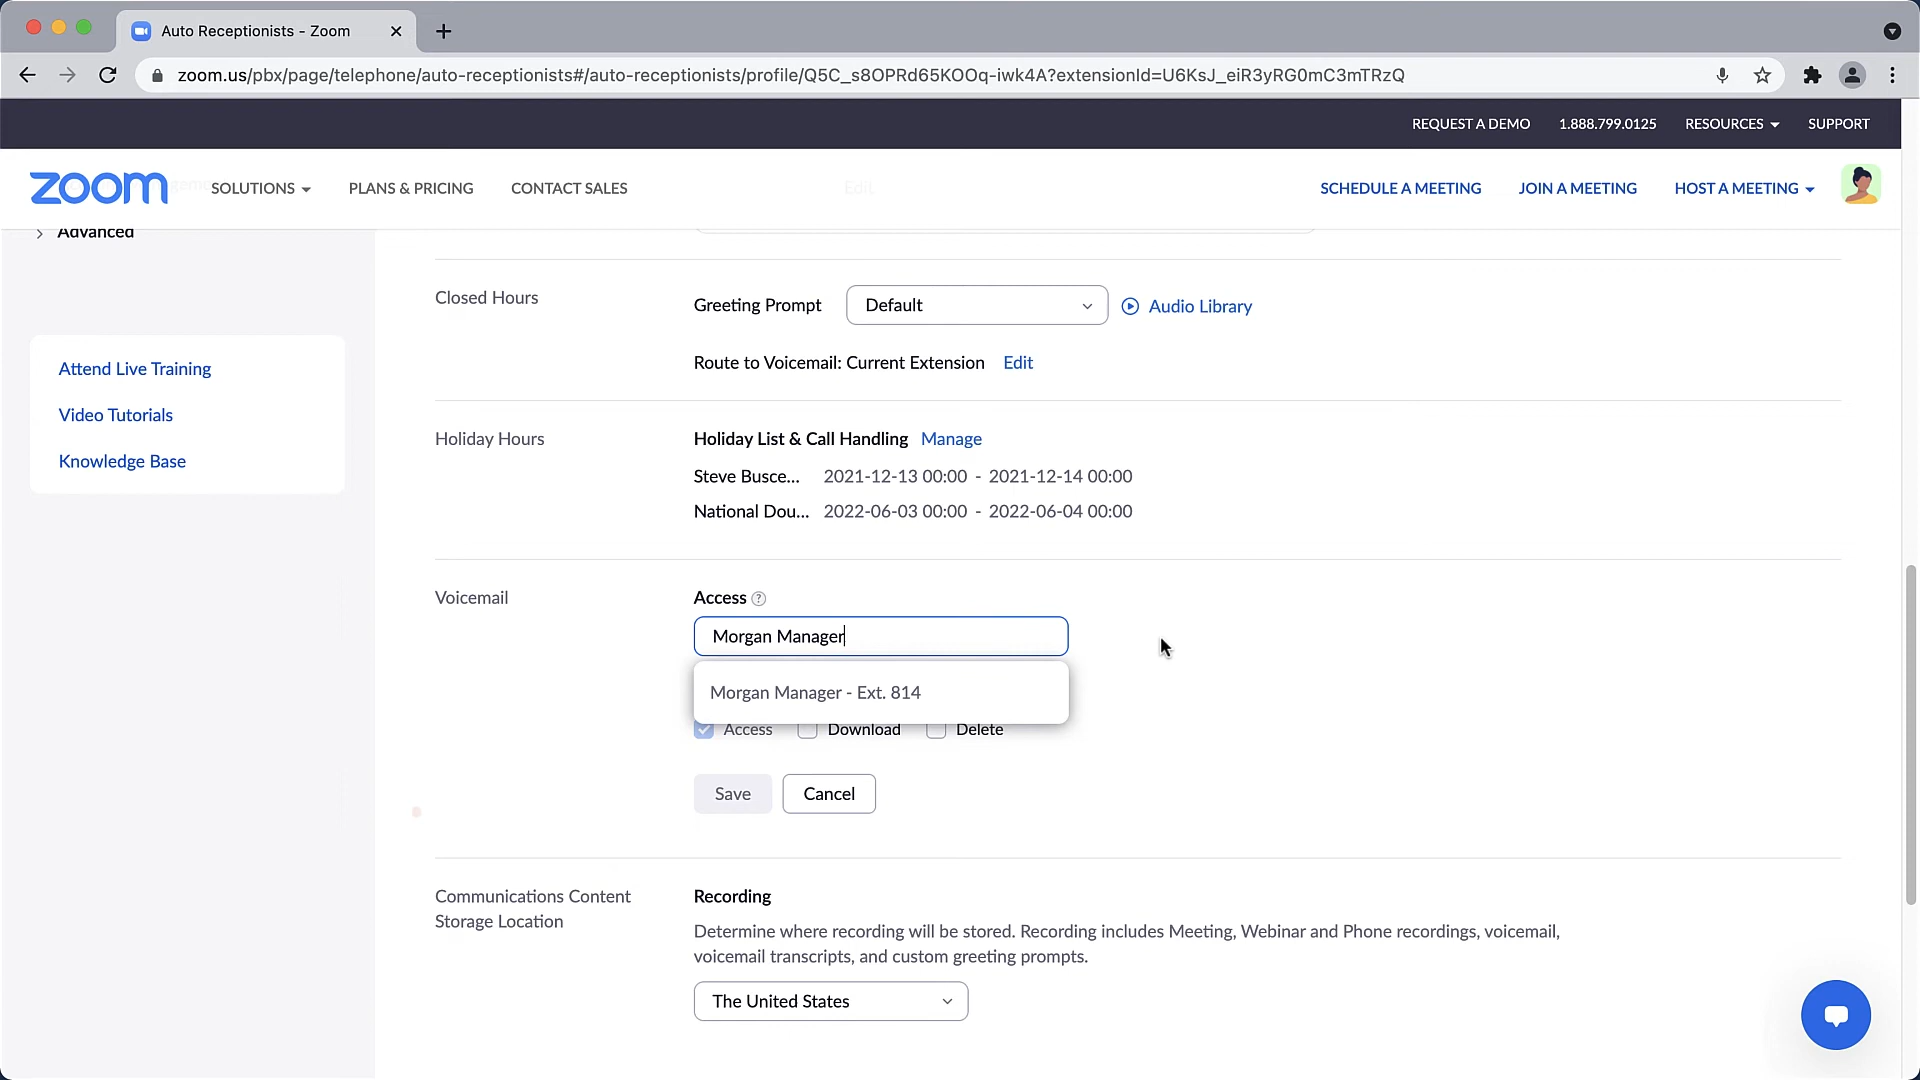 Auto Receptionists - Zoom
zoom.us/pbx/page/telephone/auto-receptionists#/auto-receptionists/profile/Q5C_s8OPRd65KOOq-iwk4A?extensionId=U6KsJ_eiR3yRG0mC3mTRzQ
REQUEST A DEMO 1.888.799.0125 RESOURCES SUPPORT
zoom SOLUTIONS PLANS & PRICING CONTACT SALES Edit SCHEDULE A MEETING JOIN A MEETING HOST A MEETING
Advanced
Closed Hours Greeting Prompt Default Audio Library
Route to Voicemail: Current Extension Edit
Attend Live Training
Video Tutorials
Knowledge Base
Holiday Hours Holiday List & Call Handling Manage
Steve Busce... 2021-12-13 00:00 - 2021-12-14 00:00
National Dou... 2022-06-03 00:00 - 2022-06-04 00:00
Voicemail Access
Morgan Manager
Morgan Manager - Ext. 814
Access Download Delete
Save Cancel
Communications Content
Storage Location
Recording
Determine where recording will be stored. Recording includes Meeting, Webinar and Phone recordings, voicemail,
voicemail transcripts, and custom greeting prompts.
The United States